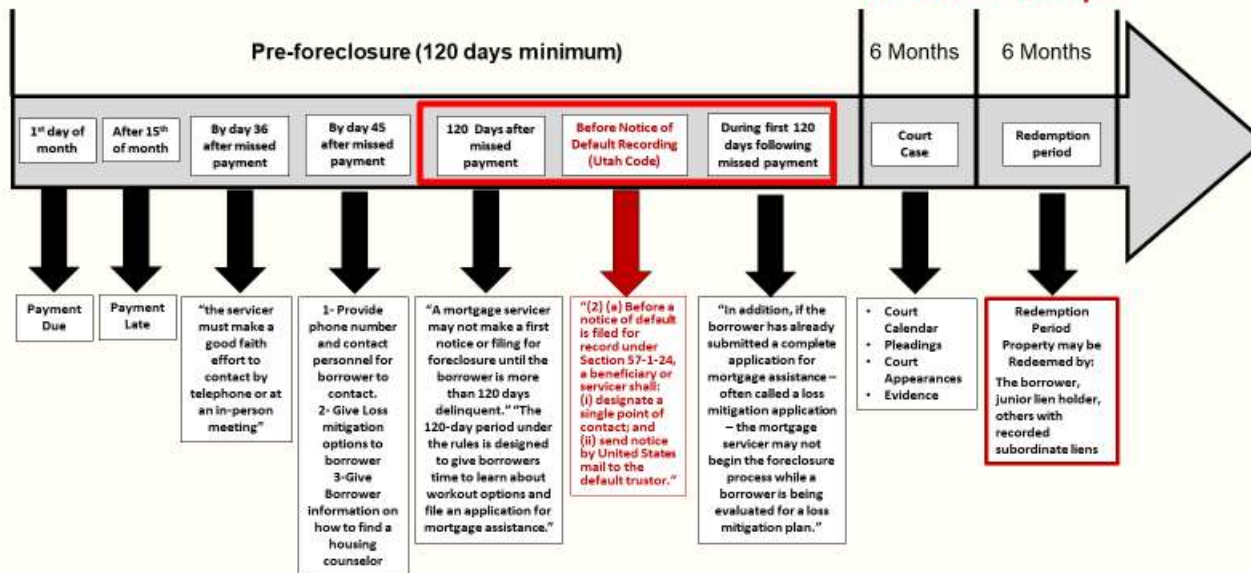 Pre-foreclosure (120 days minimum)
6 Months
6 Months
1st day of
month
After 15th
of month
By day 36
after missed
payment
By day 45
after missed
payment
120 Days after
missed
payment
Before Notice of
Default Recording
(Utah Code)
During first 120
days following
missed payment
Court
Case
Redemption
period
Payment
Due
Payment
Late
"the servicer
must make a
good faith
effort to
contact by
telephone or at
an in-person
meeting"
1- Provide
phone number
and contact
personnel for
borrower to
contact.
2- Give Loss
mitigation
options to
borrower
3-Give
Borrower
information on
how to find a
housing
counselor
"A mortgage servicer
may not make a first
notice or filing for
foreclosure until the
borrower is more
than 120 days
delinquent." "The
120-day period under
the rules is designed
to give borrowers
time to learn about
workout options and
file an application for
mortgage assistance."
"(2) (a) Before a
notice of default
is filed for
record under
Section 57-1-24,
a beneficiary or
servicer shall:
(i) designate a
single point of
contact; and
(ii) send notice
by United States
mail to the
default trustor."
"In addition, if the
borrower has already
submitted a complete
application for
mortgage assistance –
often called a loss
mitigation application
– the mortgage
servicer may not
begin the foreclosure
process while a
borrower is being
evaluated for a loss
mitigation plan."
• Court
Calendar
• Pleadings
• Court
Appearances
• Evidence
Redemption
Period
Property may be
Redeemed by:
The borrower,
junior lien holder,
others with
recorded
subordinate liens